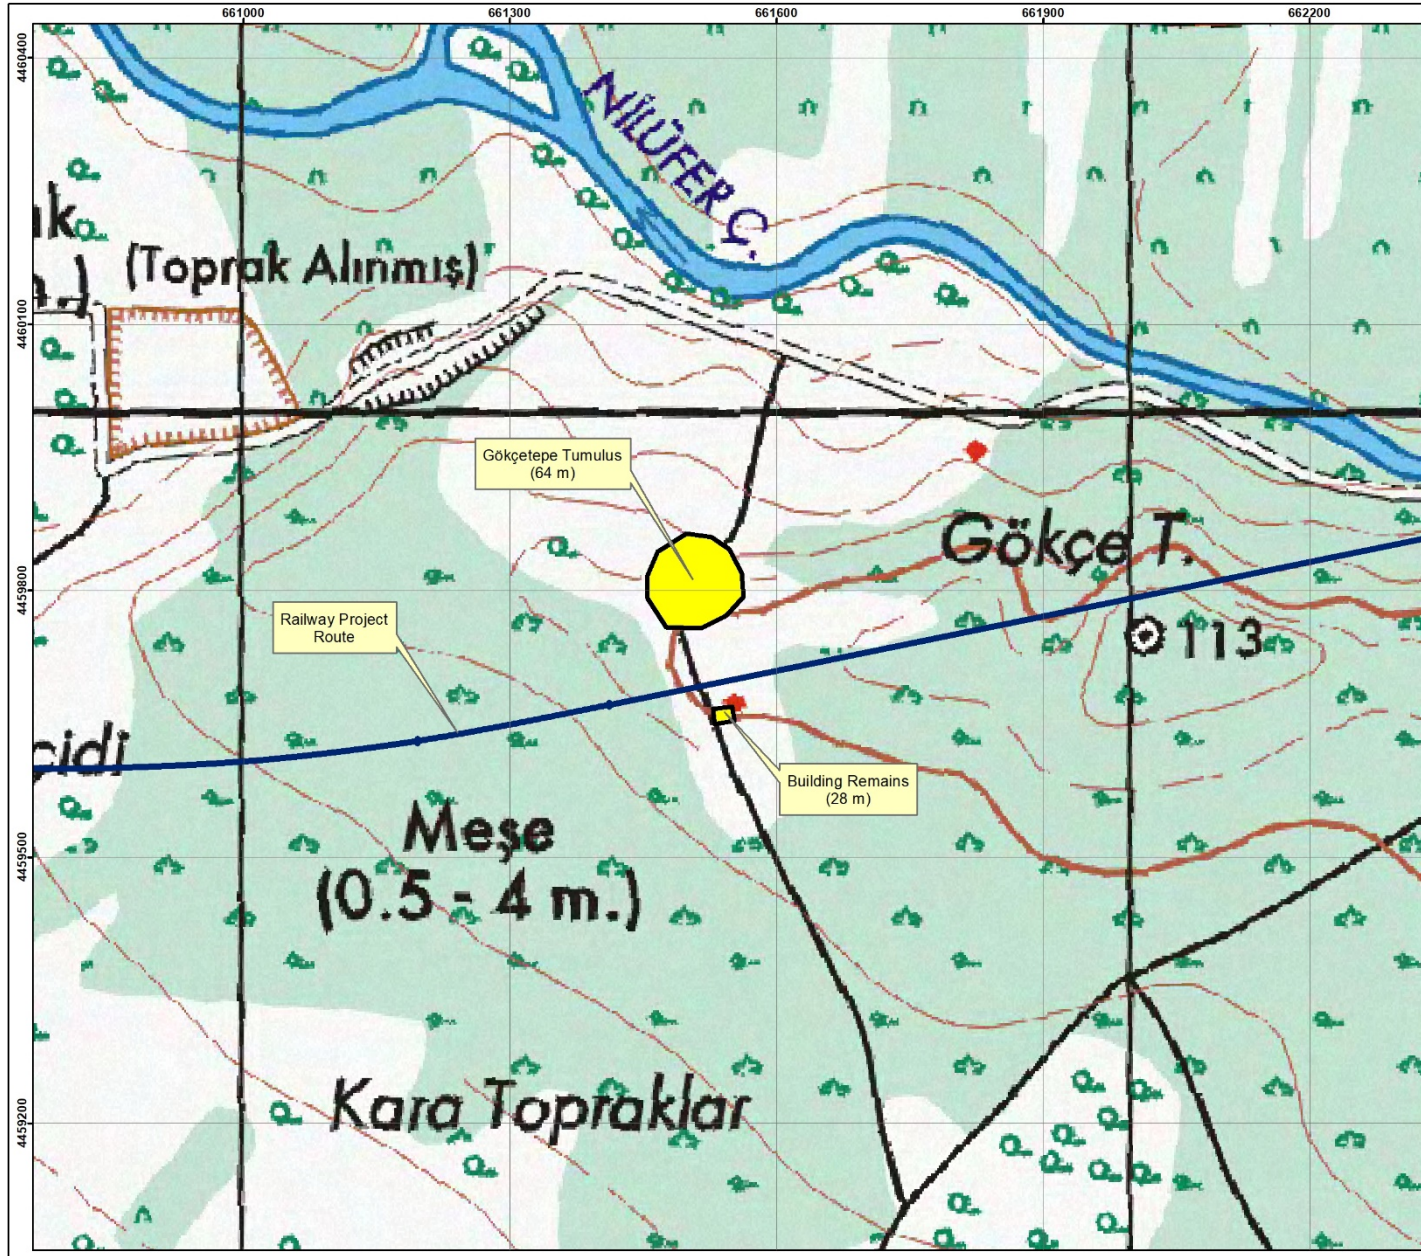 661000
661300
661600
661900
662200
4460400
4460100
4459800
4459500
4459200
NİLÜFER Ç.
(Toprak Alınmış)
Gökçetepe Tumulus
(64 m)
Gökçe T.
Railway Project
Route
113
çidi
Building Remains
(28 m)
Meşe
(0.5 - 4 m.)
Kara Topraklar